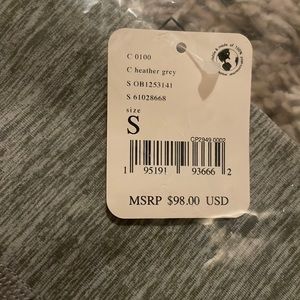 C 0100
C heather grey
S OB1253141
S 61028668
size
S
CP2949 0002
1 95191 93666 2
MSRP $98.00 USD